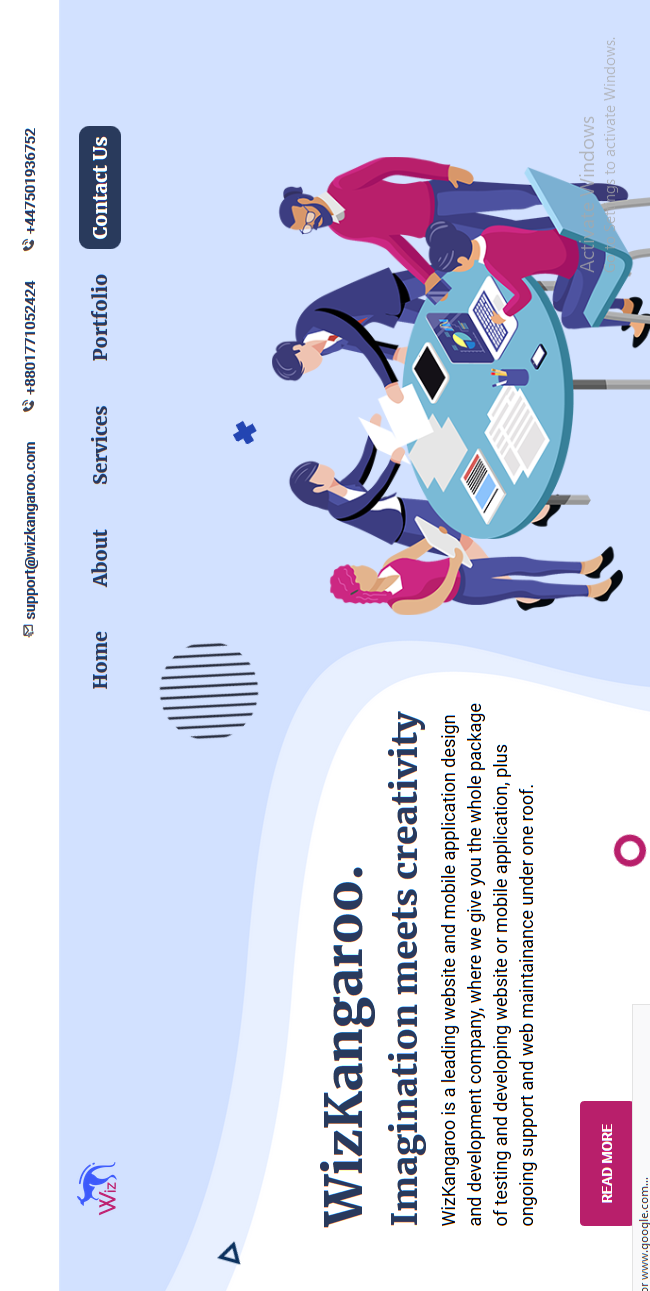 support@wizkangaroo.com +8801771052424 +447501936752
Wiz
Home About Services Portfolio Contact Us
WizKangaroo.
Imagination meets creativity
WizKangaroo is a leading website and mobile application design
and development company, where we give you the whole package
of testing and developing website or mobile application, plus
ongoing support and web maintainance under one roof.
READ MORE
Activate Windows
to activate Windows.
or www.google.com...